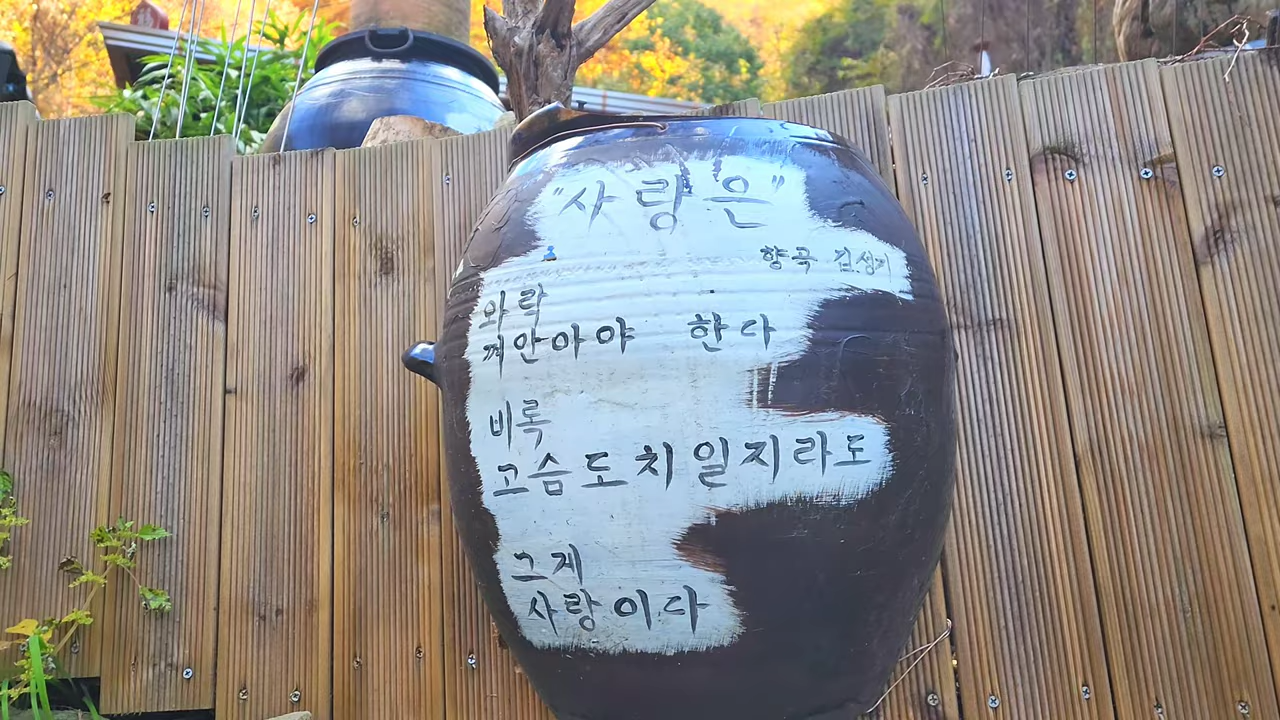 "사랑은"
향곡 김성기
와락
껴안아야 한다
비록
고슴도치일지라도
그게
사랑이다